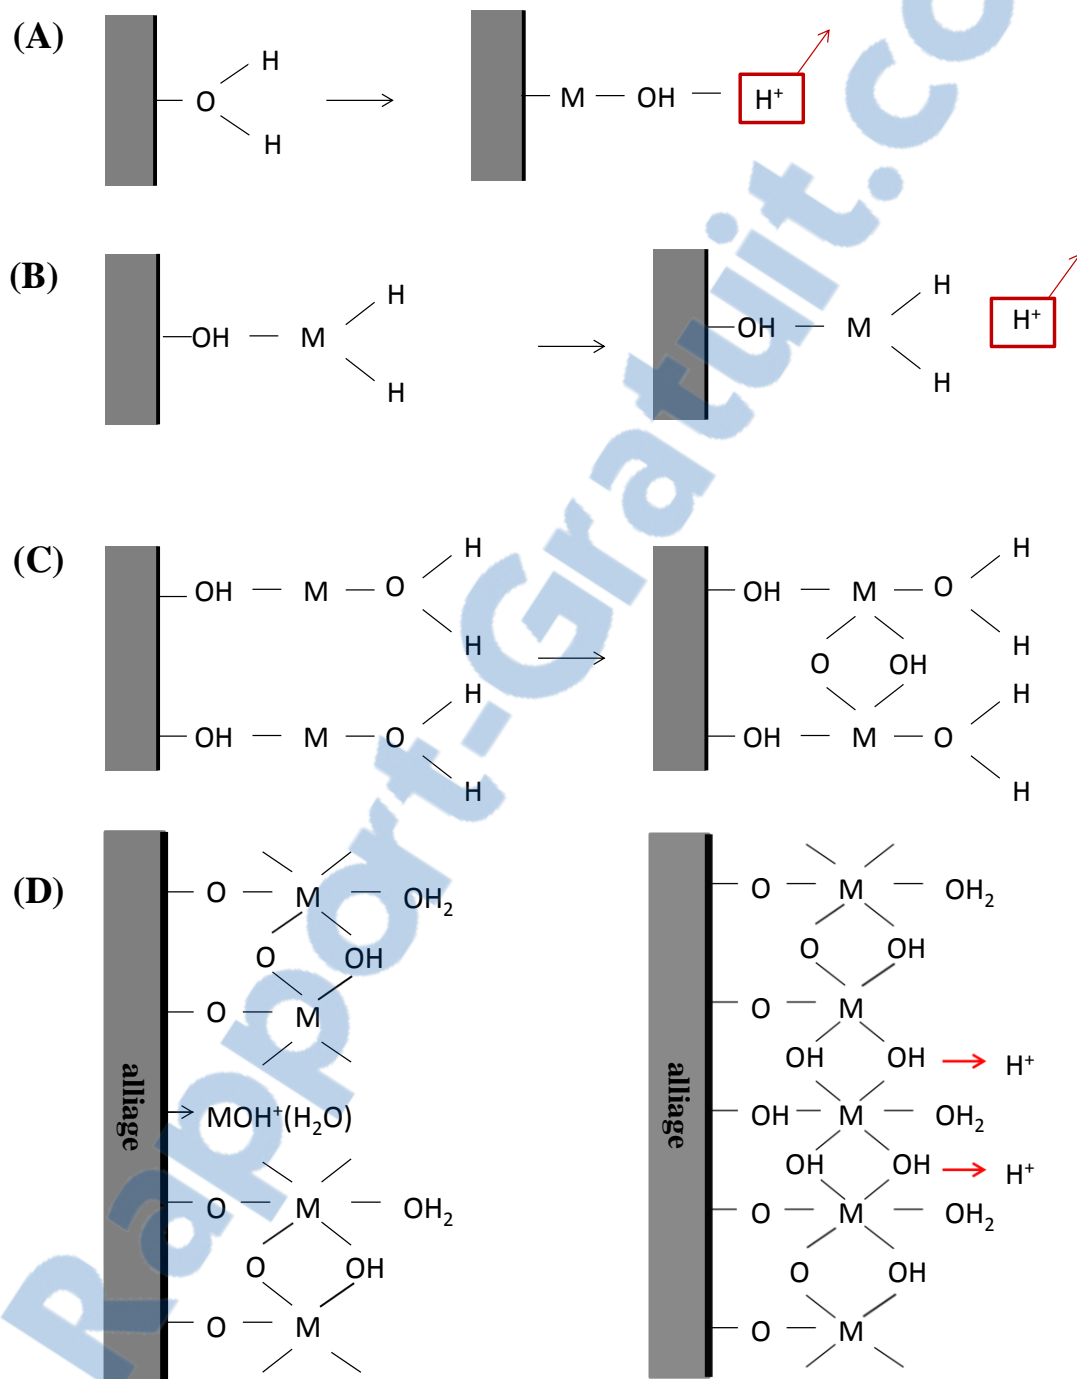 (A)
H
O
H
M OH H⁺
(B)
H
OH M
H
H
OH M
H
H⁺
(C)
H
OH M O
H
H
OH M O
H
H
OH M O
H
O OH
H
OH M O
H
(D)
O M OH₂
O OH
O M
alliage
MOH⁺(H₂O)
O M OH₂
O OH
O M
O M OH₂
O OH
O M
OH OH H⁺
alliage
OH M OH₂
OH OH H⁺
O M OH₂
O OH
O M
Rapport-Gratuit.co